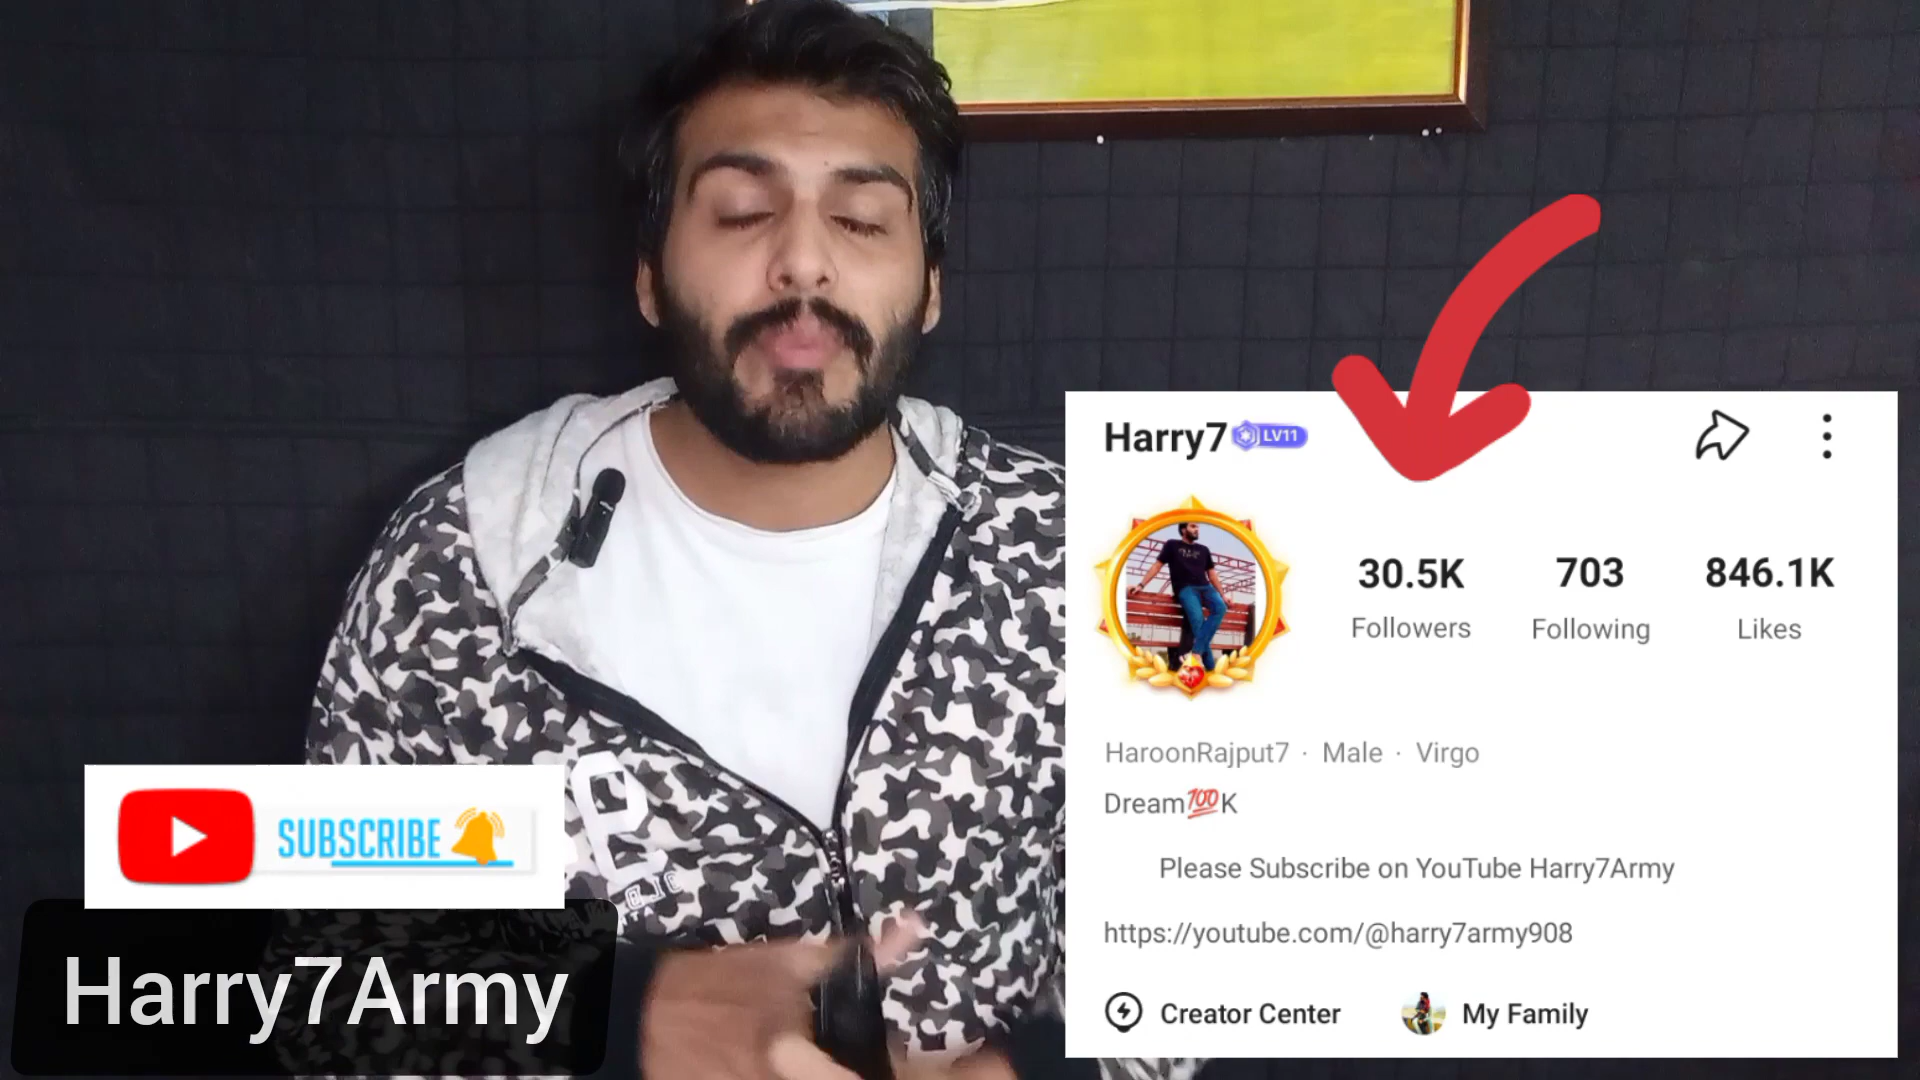 Harry7 LV11
30.5K 703 846.1K
Followers Following Likes
HaroonRajput7 · Male · Virgo
Dream💯K
Please Subscribe on YouTube Harry7Army
https://youtube.com/@harry7army908
Creator Center My Family
SUBSCRIBE
Harry7Army